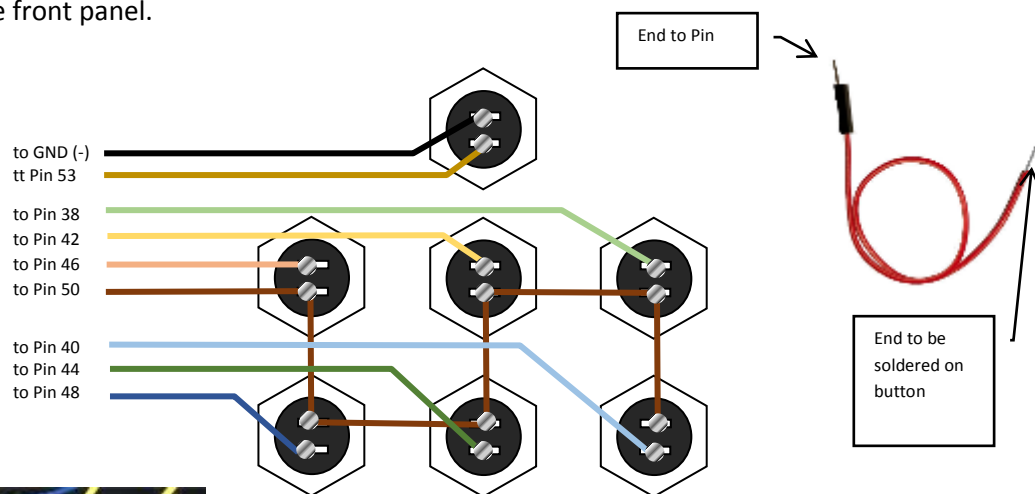 e front panel.
End to Pin
to GND (-)
tt Pin 53
to Pin 38
to Pin 42
to Pin 46
to Pin 50
to Pin 40
to Pin 44
to Pin 48
End to be
soldered on
button